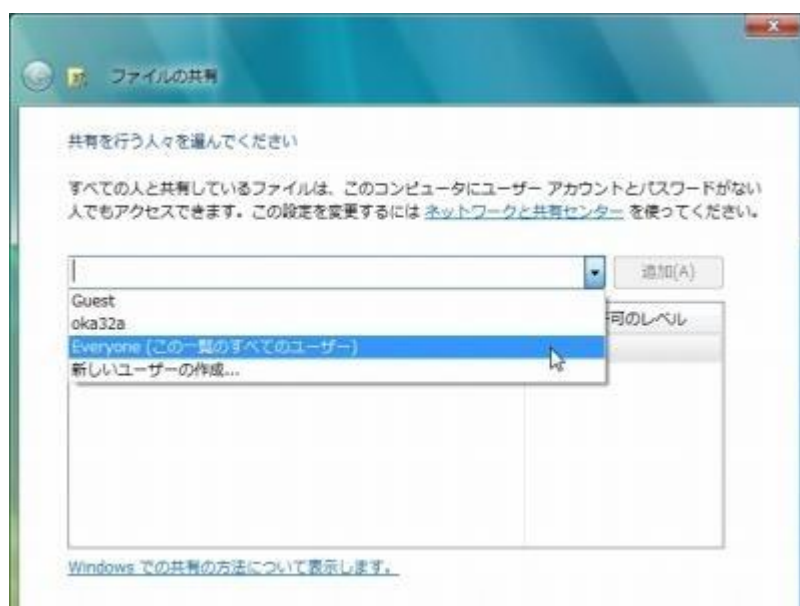 ファイルの共有
共有を行う人々を選んでください
すべての人と共有しているファイルは、このコンピュータにユーザー アカウントとパスワードがない
人でもアクセスできます。この設定を変更するには ネットワークと共有センター を使ってください。
追加(A)
Guest
oka32a
可のレベル
Everyone (この一覧のすべてのユーザー)
新しいユーザーの作成...
Windows での共有の方法について表示します。